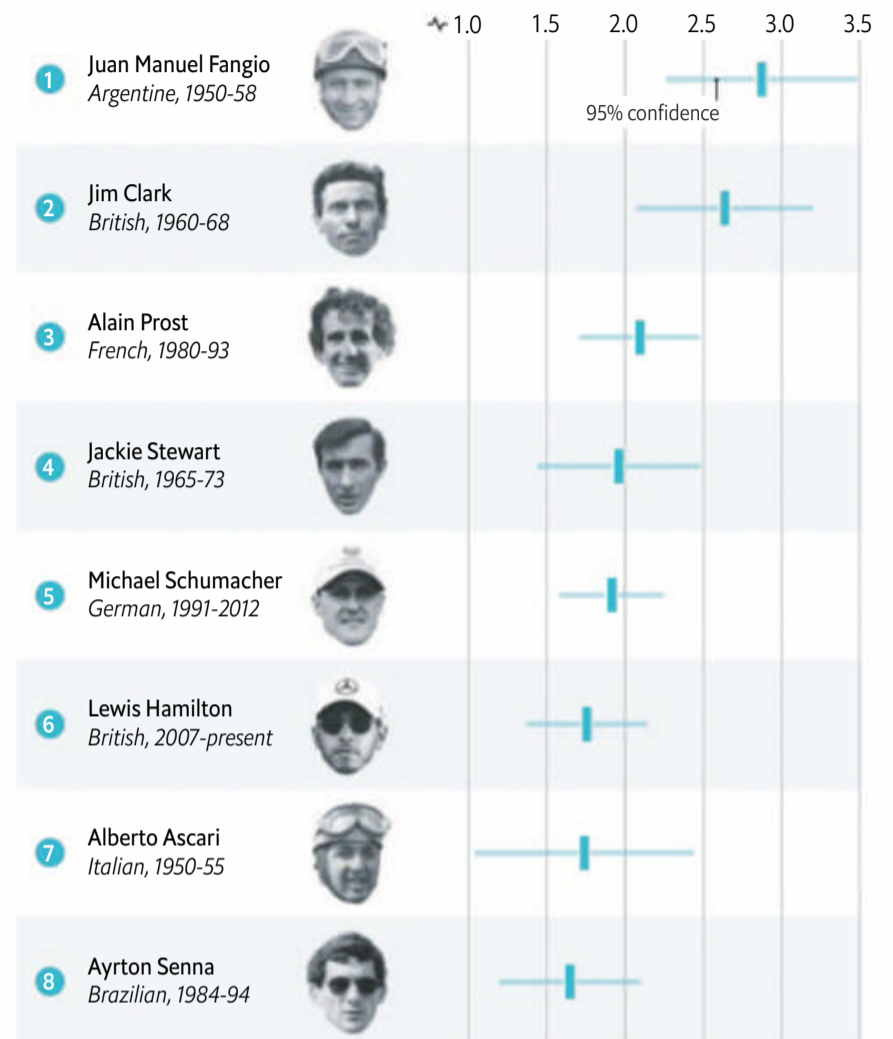 1.0 1.5 2.0 2.5 3.0 3.5
1 Juan Manuel Fangio
Argentine, 1950-58
95% confidence
2 Jim Clark
British, 1960-68
3 Alain Prost
French, 1980-93
4 Jackie Stewart
British, 1965-73
5 Michael Schumacher
German, 1991-2012
6 Lewis Hamilton
British, 2007-present
7 Alberto Ascari
Italian, 1950-55
8 Ayrton Senna
Brazilian, 1984-94